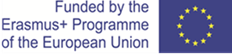 Funded by the
Erasmus+ Programme
of the European Union